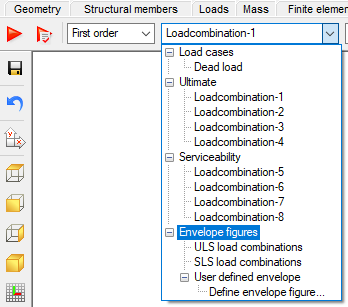 Geometry Structural members Loads Mass Finite elemen
First order Loadcombination-1
Load cases
Dead load
Ultimate
Loadcombination-1
Loadcombination-2
Loadcombination-3
Loadcombination-4
Serviceability
Loadcombination-5
Loadcombination-6
Loadcombination-7
Loadcombination-8
Envelope figures
ULS load combinations
SLS load combinations
User defined envelope
Define envelope figure...